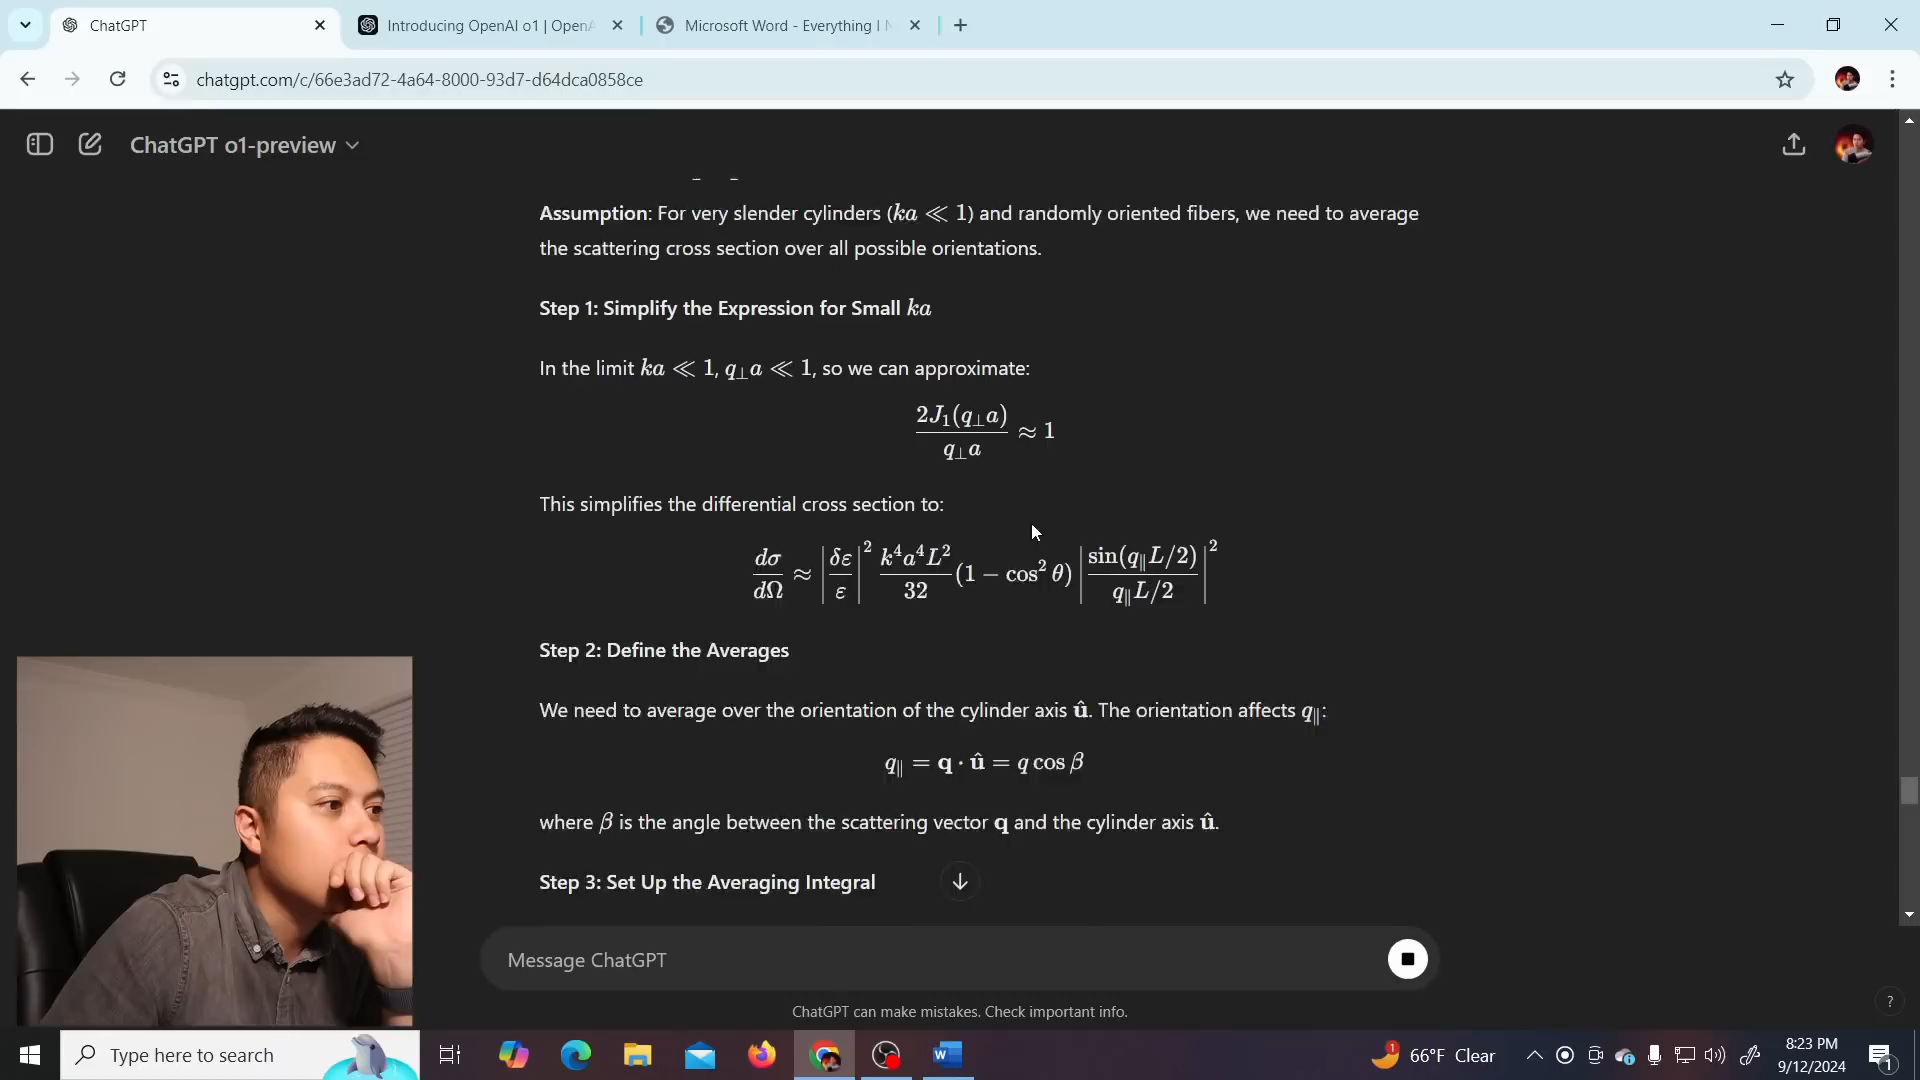 ChatGPT
Introducing OpenAI o1 | OpenA
Microsoft Word - Everything I N
chatgpt.com/c/66e3ad72-4a64-8000-93d7-d64dca0858ce
ChatGPT o1-preview
Assumption: For very slender cylinders (ka ≪ 1) and randomly oriented fibers, we need to average
the scattering cross section over all possible orientations.
Step 1: Simplify the Expression for Small ka
In the limit ka ≪ 1, q⊥a ≪ 1, so we can approximate:
2J₁(q⊥a) / q⊥a ≈ 1
This simplifies the differential cross section to:
dσ/dΩ ≈ |δε/ε|² k⁴a⁴L²/32 (1 − cos² θ) |sin(q∥L/2) / q∥L/2|²
Step 2: Define the Averages
We need to average over the orientation of the cylinder axis û. The orientation affects q∥:
q∥ = q · û = q cos β
where β is the angle between the scattering vector q and the cylinder axis û.
Step 3: Set Up the Averaging Integral
Message ChatGPT
ChatGPT can make mistakes. Check important info.
?
Type here to search
1
66°F Clear
8:23 PM
9/12/2024
1